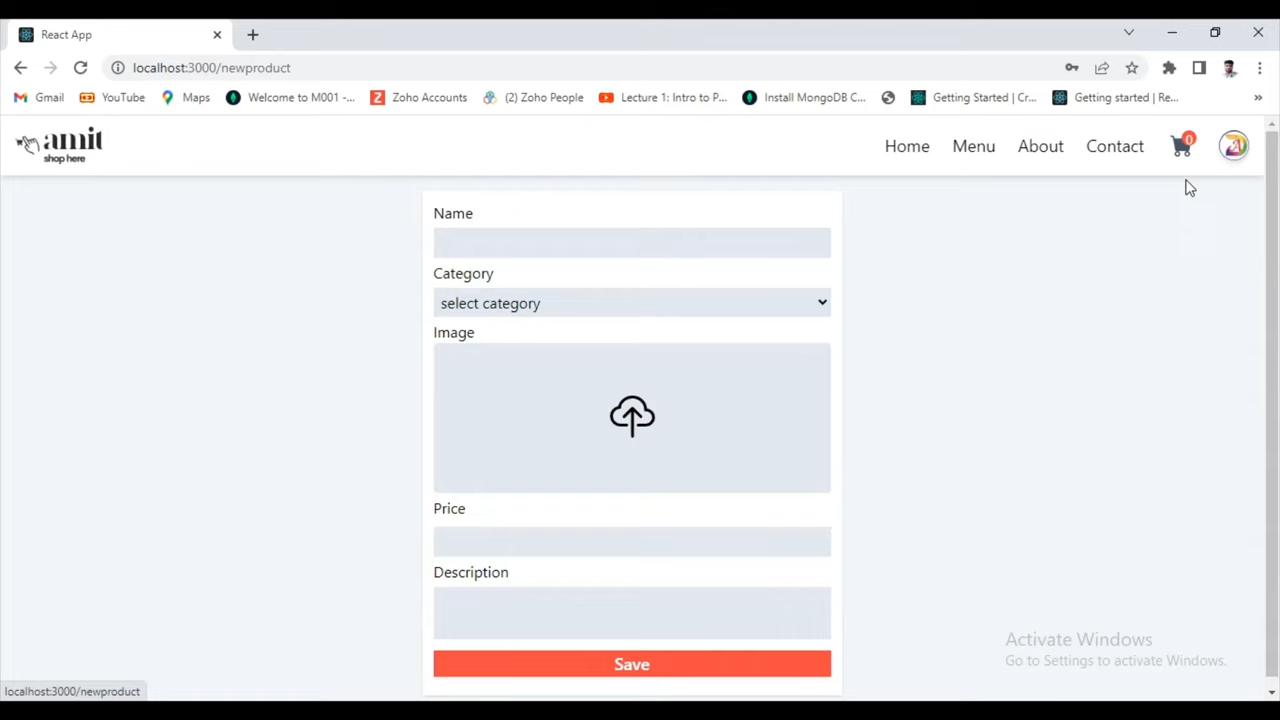 React App
localhost:3000/newproduct
Gmail
YouTube
Maps
Welcome to M001 -...
Zoho Accounts
(2) Zoho People
Lecture 1: Intro to P...
Install MongoDB C...
Getting Started | Cr...
Getting started | Re...
amit
shop here
Home
Menu
About
Contact
0
Name
Category
select category
Image
Price
Description
Save
Activate Windows
Go to Settings to activate Windows.
localhost:3000/newproduct